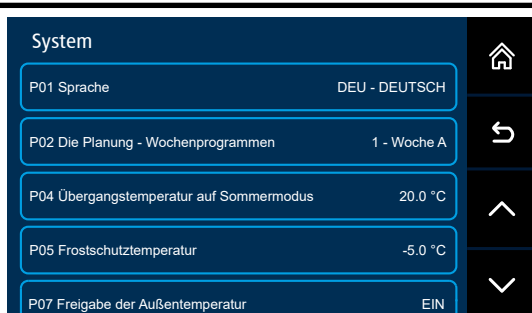 System
P01 Sprache DEU - DEUTSCH
P02 Die Planung - Wochenprogrammen 1 - Woche A
P04 Übergangstemperatur auf Sommermodus 20.0 °C
P05 Frostschutztemperatur -5.0 °C
P07 Freigabe der Außentemperatur EIN